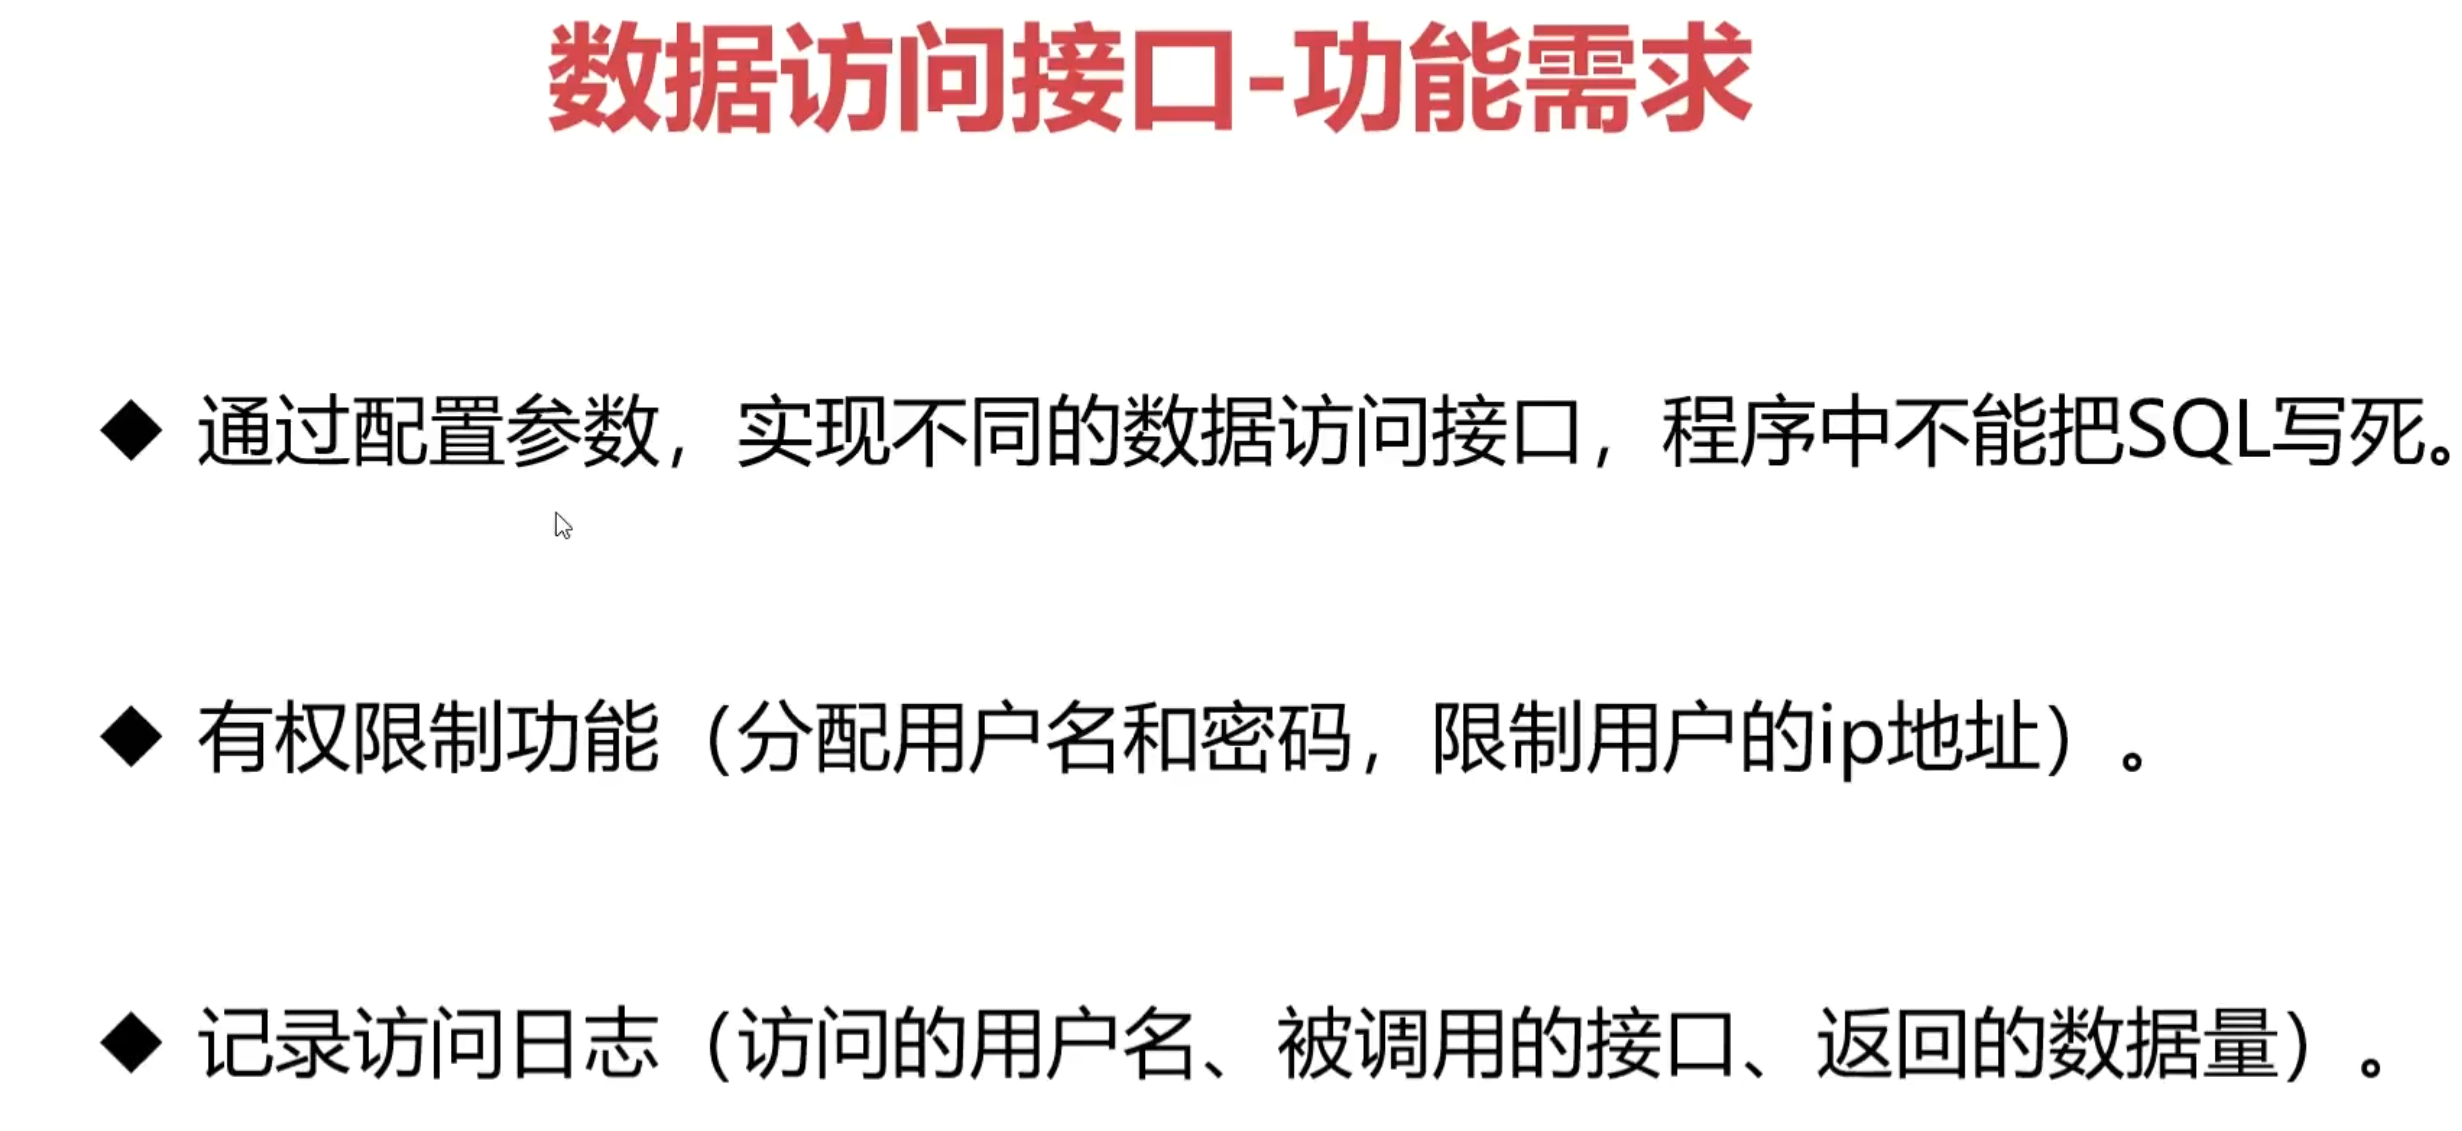 数据访问接口-功能需求
◆ 通过配置参数，实现不同的数据访问接口，程序中不能把SQL写死。
◆ 有权限制功能（分配用户名和密码，限制用户的ip地址）。
◆ 记录访问日志（访问的用户名、被调用的接口、返回的数据量）。